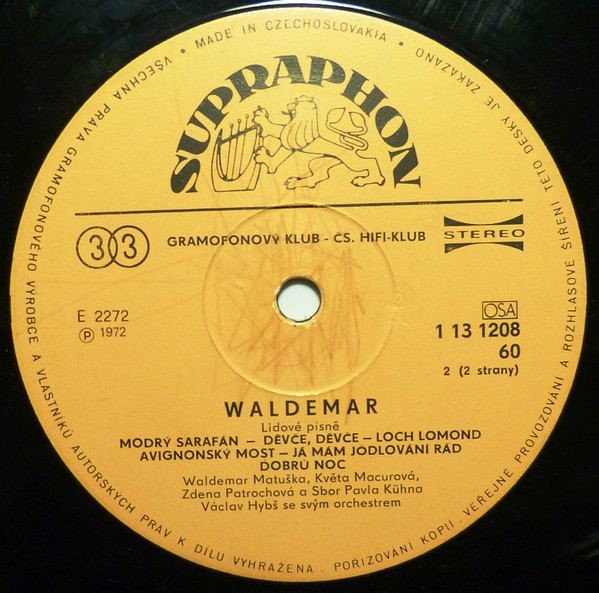 VŠECHNA PRÁVA GRAMOFONOVÉHO VÝROBCE A VLASTNÍKŮ AUTORSKÝCH PRÁV K DÍLU VYHRAŽENA. POŘIZOVÁNÍ KOPIÍ, VEŘEJNÉ PROVOZOVÁNÍ A ROZHLASOVÉ ŠÍŘENÍ TÉTO DESKY JE ZAKÁZÁNO • MADE IN CZECHOSLOVAKIA •
SUPRAPHON
33 GRAMOFONOVÝ KLUB - ČS. HIFI-KLUB STEREO
E 2272 OSA
Ⓟ 1972 1 13 1208
60
2 (2 strany)
WALDEMAR
Lidové písně
MODRÝ SARAFÁN – DĚVČE, DĚVČE – LOCH LOMOND
AVIGNONSKÝ MOST – JÁ MÁM JÓDLOVÁNÍ RÁD
DOBRU NOC
Waldemar Matuška, Květa Macurová,
Zdena Patrochová a Sbor Pavla Kühna
Václav Hybš se svým orchestrem